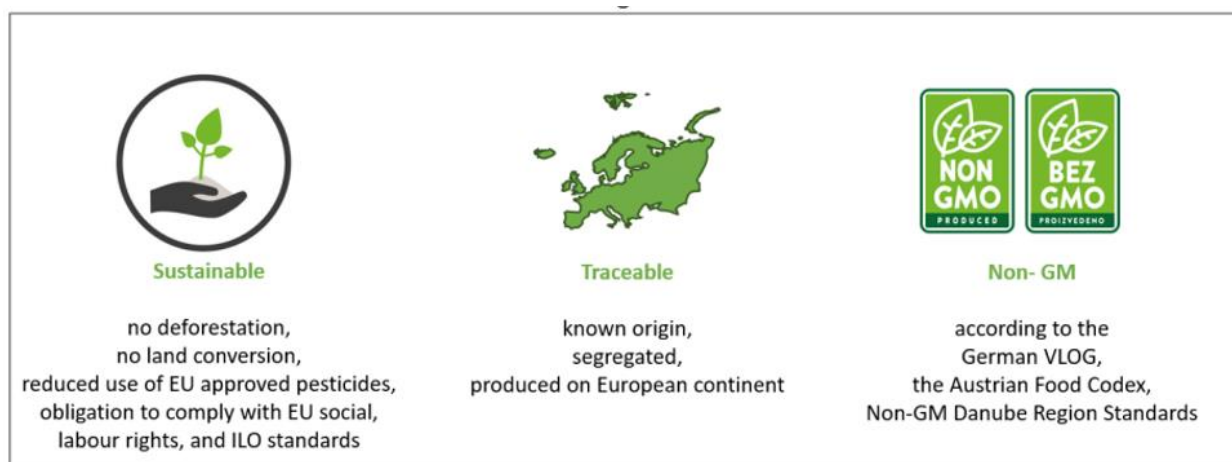 NON
GMO
PRODUCED
BEZ
GMO
PROIZVEDENO
Sustainable
no deforestation,
no land conversion,
reduced use of EU approved pesticides,
obligation to comply with EU social,
labour rights, and ILO standards
Traceable
known origin,
segregated,
produced on European continent
Non- GM
according to the
German VLOG,
the Austrian Food Codex,
Non-GM Danube Region Standards